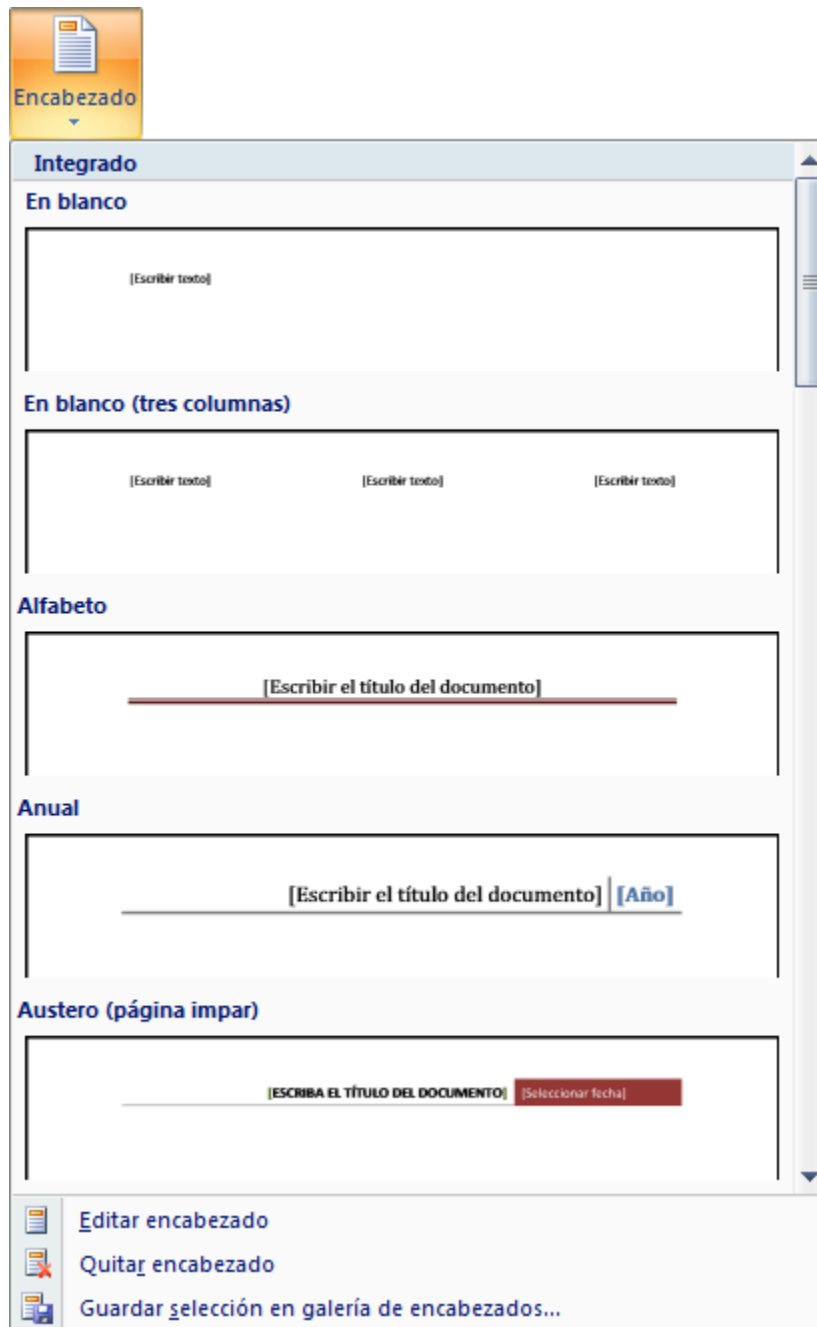 Encabezado
Integrado
En blanco
[Escribir texto]
En blanco (tres columnas)
[Escribir texto] [Escribir texto] [Escribir texto]
Alfabeto
[Escribir el título del documento]
Anual
[Escribir el título del documento] [Año]
Austero (página impar)
[ESCRIBA EL TÍTULO DEL DOCUMENTO] [Seleccionar fecha]
Editar encabezado
Quitar encabezado
Guardar selección en galería de encabezados...